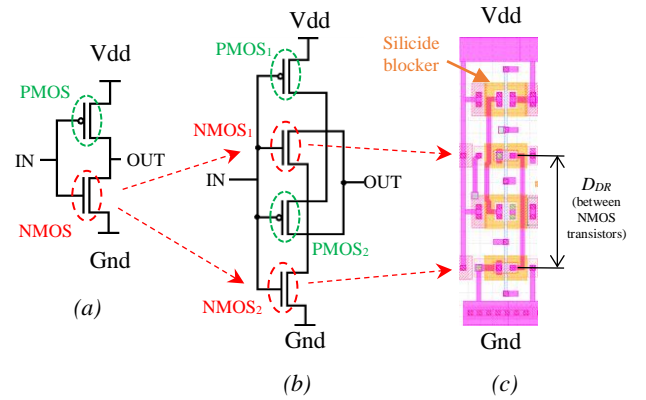 Vdd
PMOS
IN
OUT
NMOS
Gnd
(a)
Vdd
PMOS₁
NMOS₁
IN
OUT
PMOS₂
NMOS₂
Gnd
(b)
Vdd
Silicide
blocker
D_DR
(between
NMOS
transistors)
Gnd
(c)